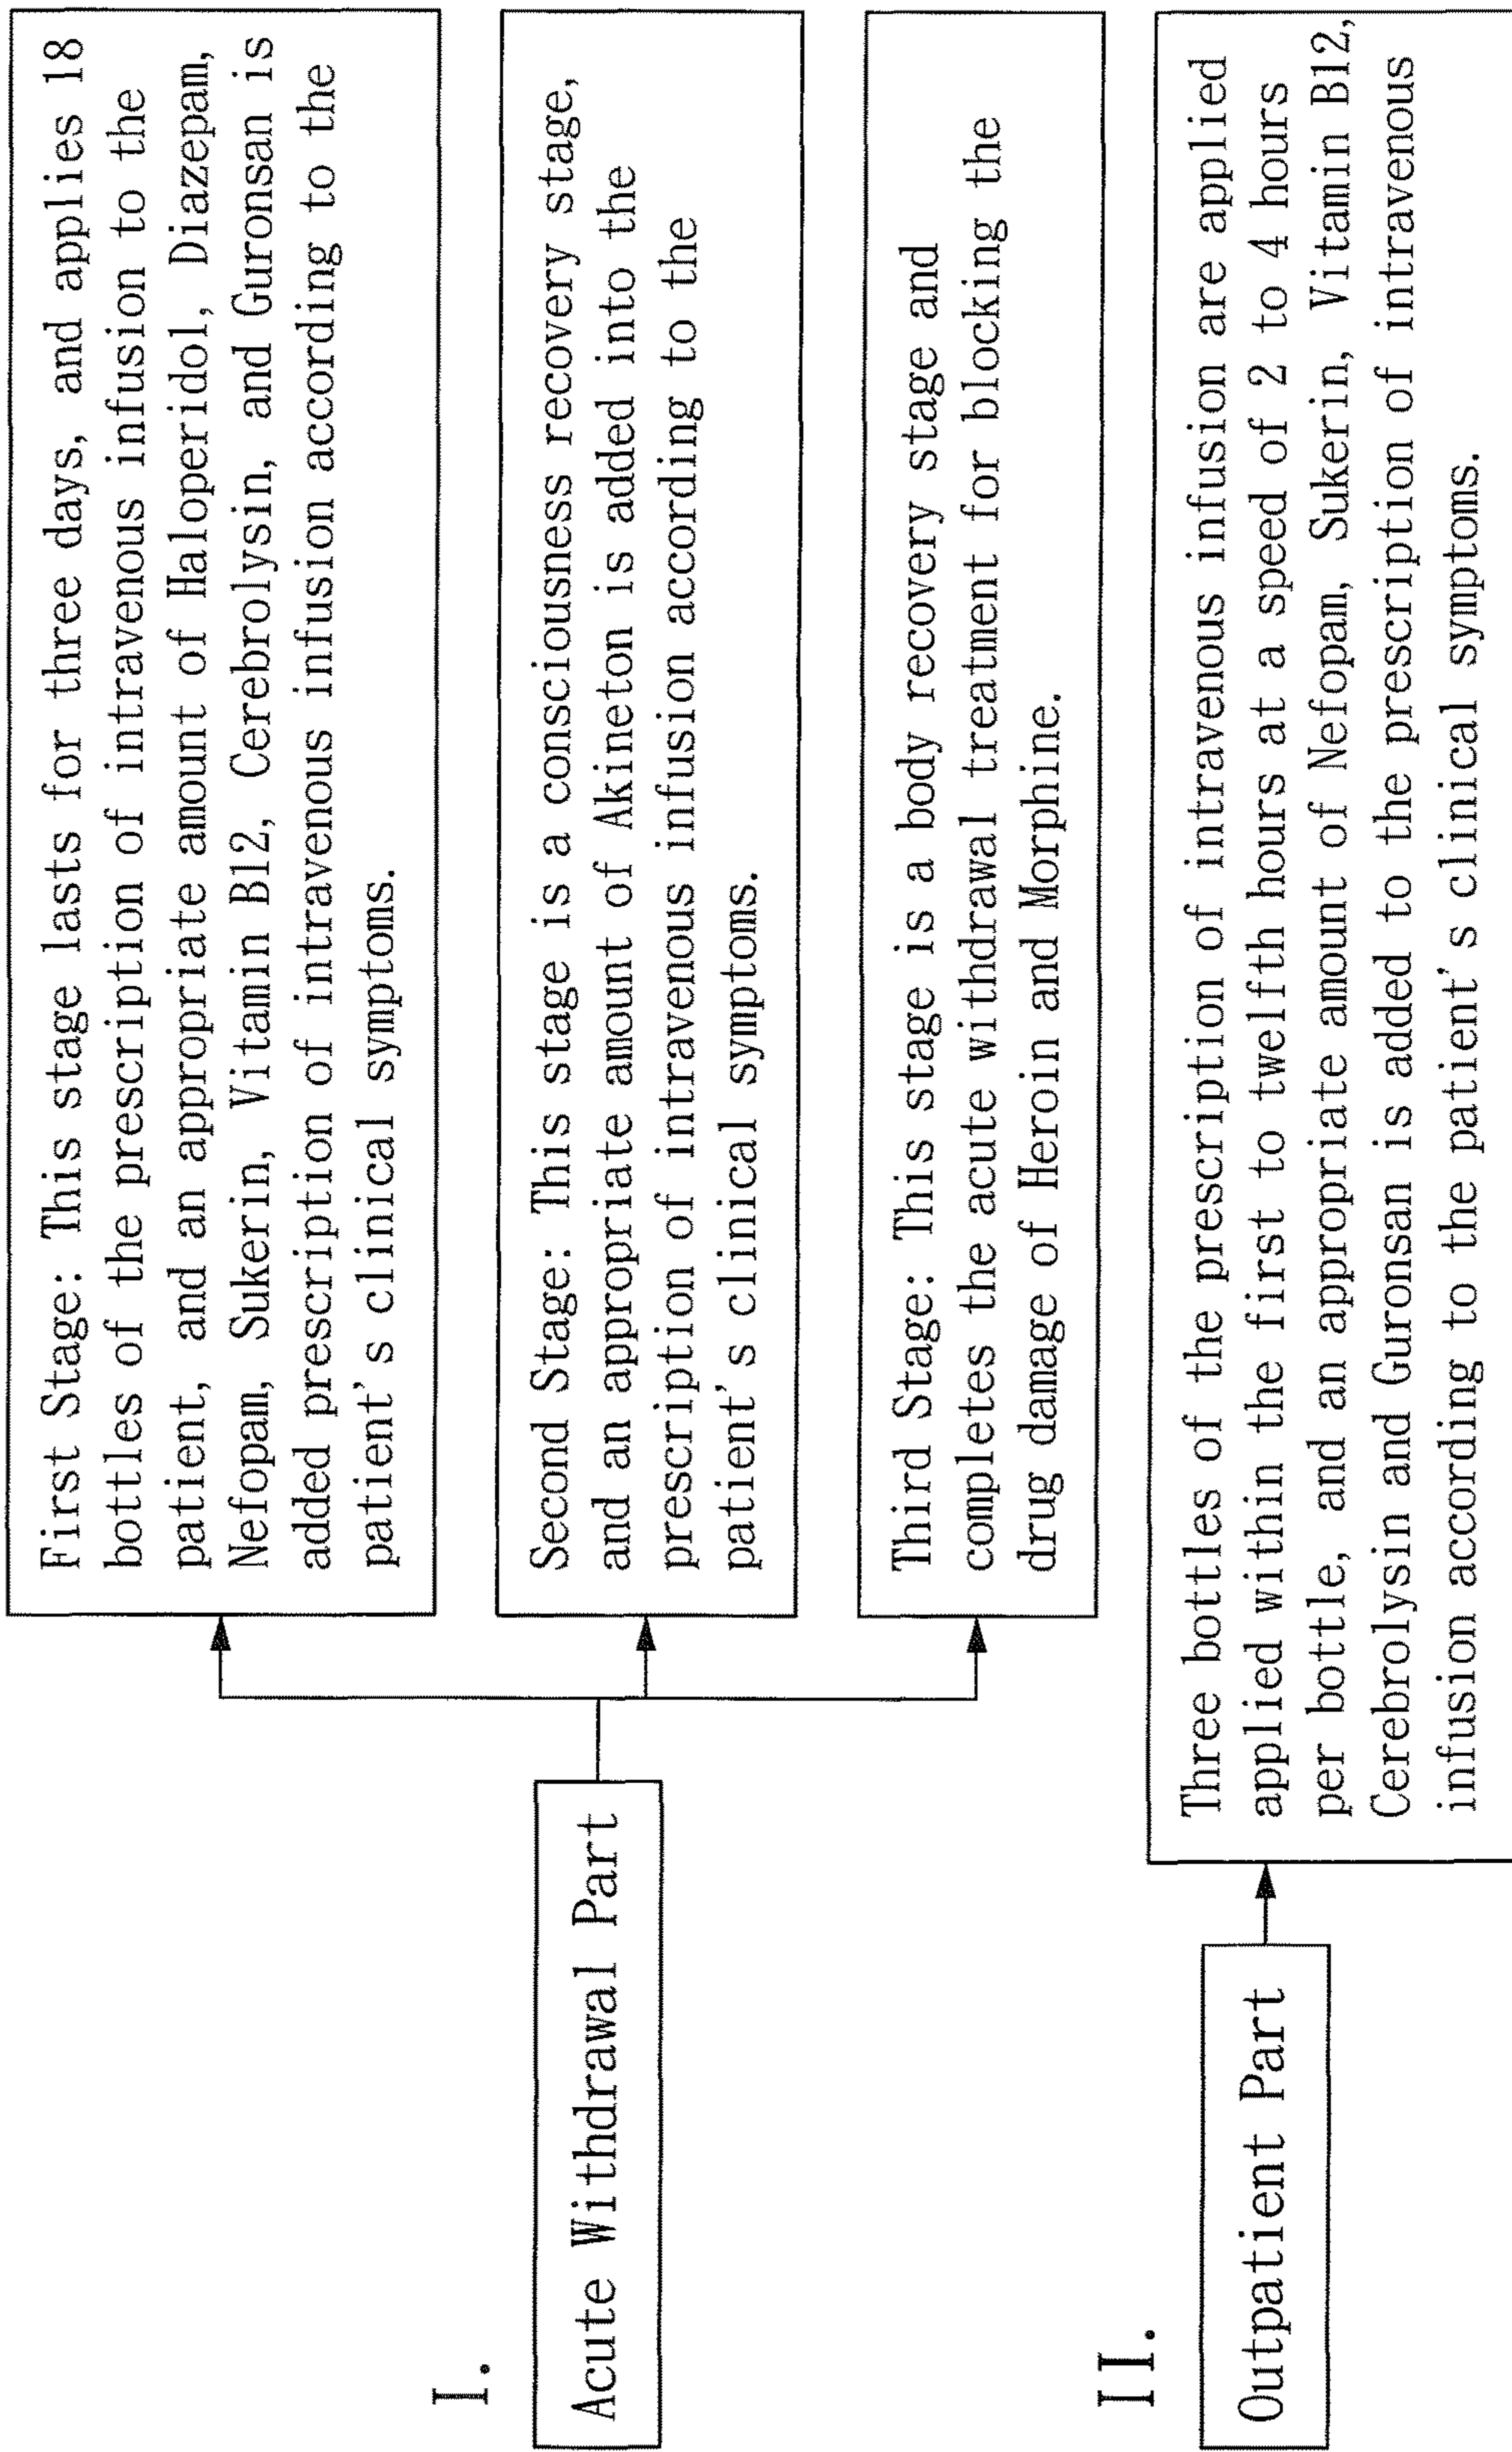 I.
Acute Withdrawal Part
First Stage: This stage lasts for three days, and applies 18
bottles of the prescription of intravenous infusion to the
patient, and an appropriate amount of Haloperidol, Diazepam,
Nefopam, Sukerin, Vitamin B12, Cerebrolysin, and Guronsan is
added prescription of intravenous infusion according to the
patient's clinical symptoms.
Second Stage: This stage is a consciousness recovery stage,
and an appropriate amount of Akineton is added into the
prescription of intravenous infusion according to the
patient's clinical symptoms.
Third Stage: This stage is a body recovery stage and
completes the acute withdrawal treatment for blocking the
drug damage of Heroin and Morphine.
II.
Outpatient Part
Three bottles of the prescription of intravenous infusion are applied
applied within the first to twelfth hours at a speed of 2 to 4 hours
per bottle, and an appropriate amount of Nefopam, Sukerin, Vitamin B12,
Cerebrolysin and Guronsan is added to the prescription of intravenous
infusion according to the patient's clinical symptoms.